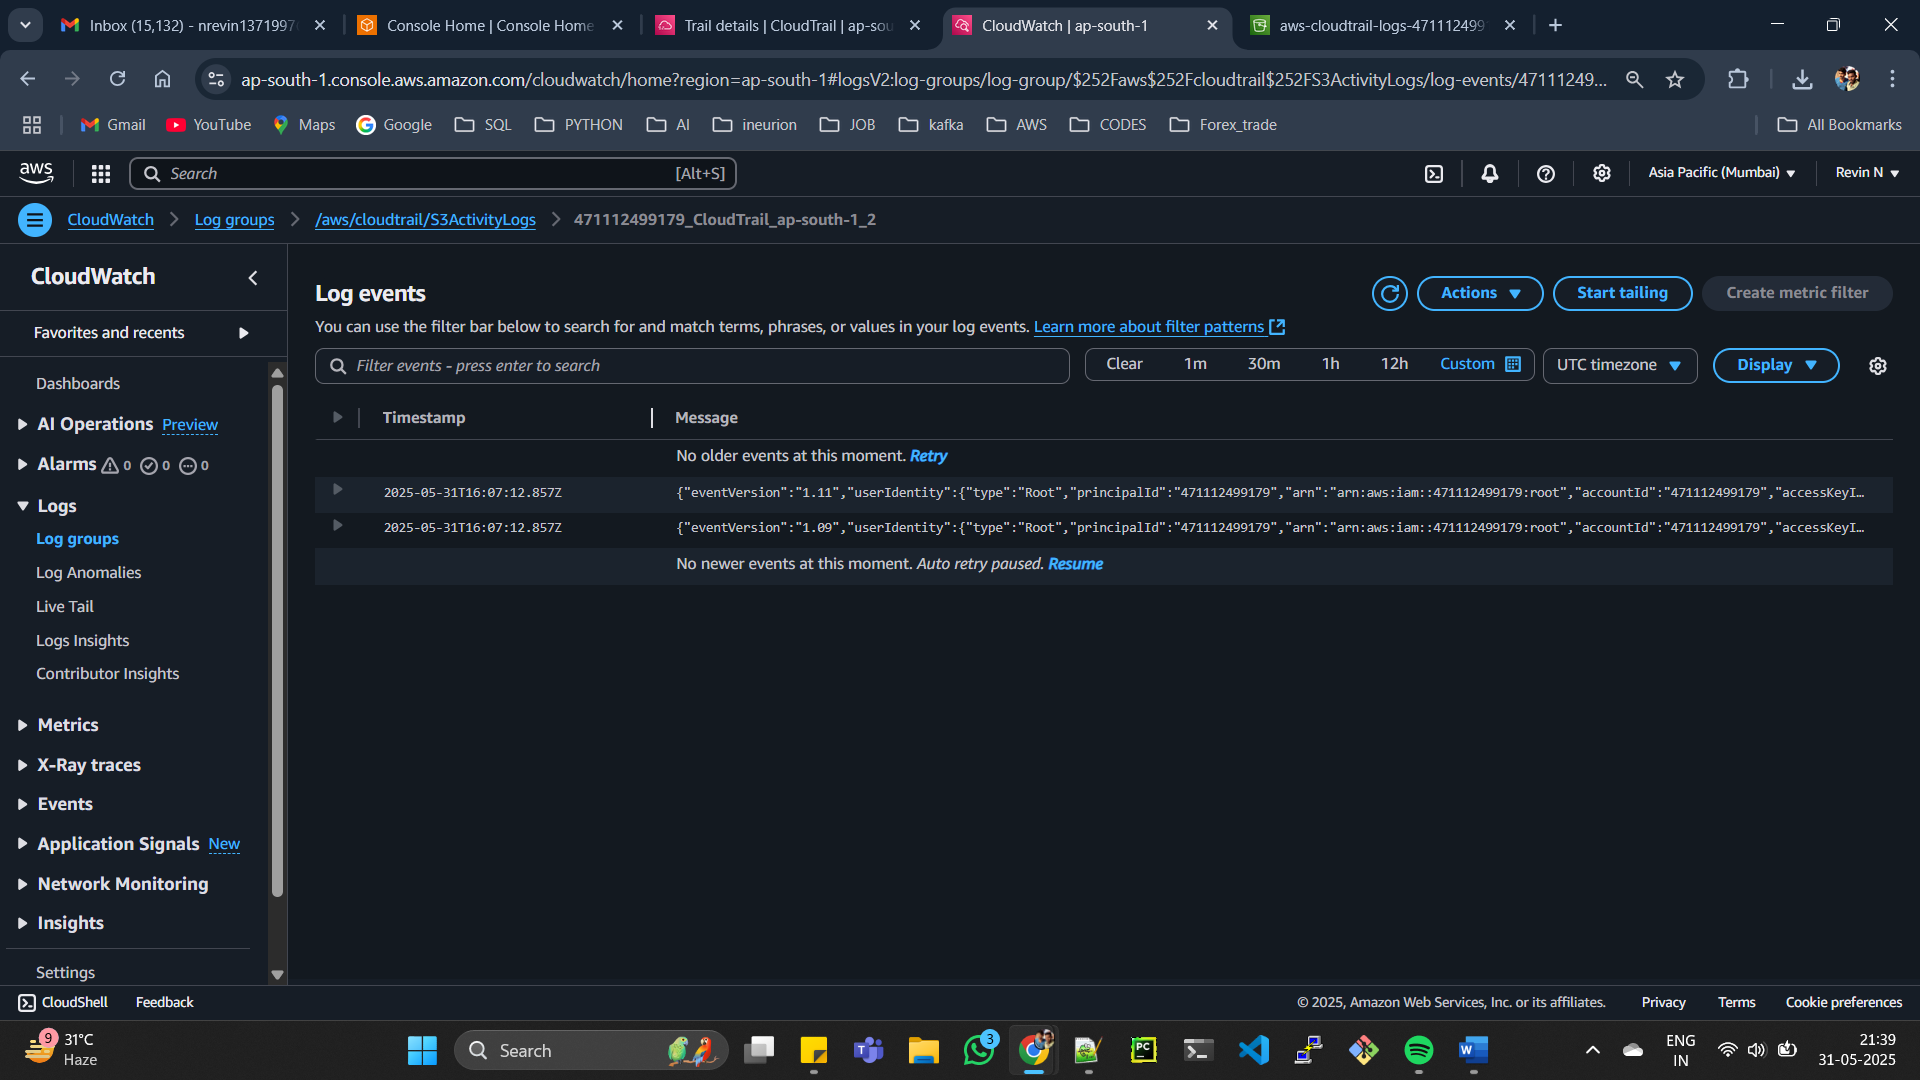 Inbox (15,132) - nrevin1371997
Console Home | Console Home
Trail details | CloudTrail | ap-sou
CloudWatch | ap-south-1
aws-cloudtrail-logs-471112499
ap-south-1.console.aws.amazon.com/cloudwatch/home?region=ap-south-1#logsV2:log-groups/log-group/$252Faws$252Fcloudtrail$252FS3ActivityLogs/log-events/47111249...
Gmail YouTube Maps Google SQL PYTHON AI ineurion JOB kafka AWS CODES Forex_trade All Bookmarks
aws Search [Alt+S] Asia Pacific (Mumbai) Revin N
CloudWatch Log groups /aws/cloudtrail/S3ActivityLogs 471112499179_CloudTrail_ap-south-1_2
CloudWatch
Favorites and recents
Dashboards
AI Operations Preview
Alarms 0 0 0
Logs
Log groups
Log Anomalies
Live Tail
Logs Insights
Contributor Insights
Metrics
X-Ray traces
Events
Application Signals New
Network Monitoring
Insights
Settings
Log events
Actions Start tailing Create metric filter
You can use the filter bar below to search for and match terms, phrases, or values in your log events. Learn more about filter patterns
Filter events - press enter to search
Clear 1m 30m 1h 12h Custom UTC timezone Display
Timestamp Message
No older events at this moment. Retry
2025-05-31T16:07:12.857Z {"eventVersion":"1.11","userIdentity":{"type":"Root","principalId":"471112499179","arn":"arn:aws:iam::471112499179:root","accountId":"471112499179","accessKeyI…
2025-05-31T16:07:12.857Z {"eventVersion":"1.09","userIdentity":{"type":"Root","principalId":"471112499179","arn":"arn:aws:iam::471112499179:root","accountId":"471112499179","accessKeyI…
No newer events at this moment. Auto retry paused. Resume
CloudShell Feedback © 2025, Amazon Web Services, Inc. or its affiliates. Privacy Terms Cookie preferences
9 31°C
Haze
Search
3
PC
W
ENG
IN
21:39
31-05-2025